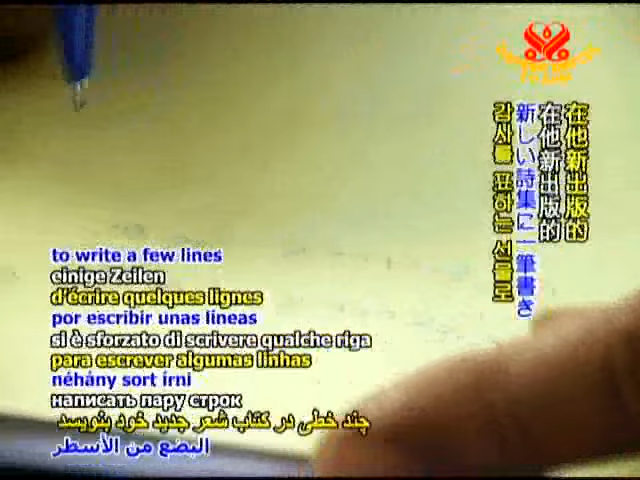 to write a few lines
einige Zeilen
d'écrire quelques lignes
por escribir unas líneas
si è sforzato di scrivere qualche riga
para escrever algumas linhas
néhány sort írni
написать пару строк
چند خطی در کتاب شعر جدید خود بنویسد
البضع من الأسطر
在他新出版的
在他新出版的
新しい詩集に一筆書き
감사를 표하는 선물로